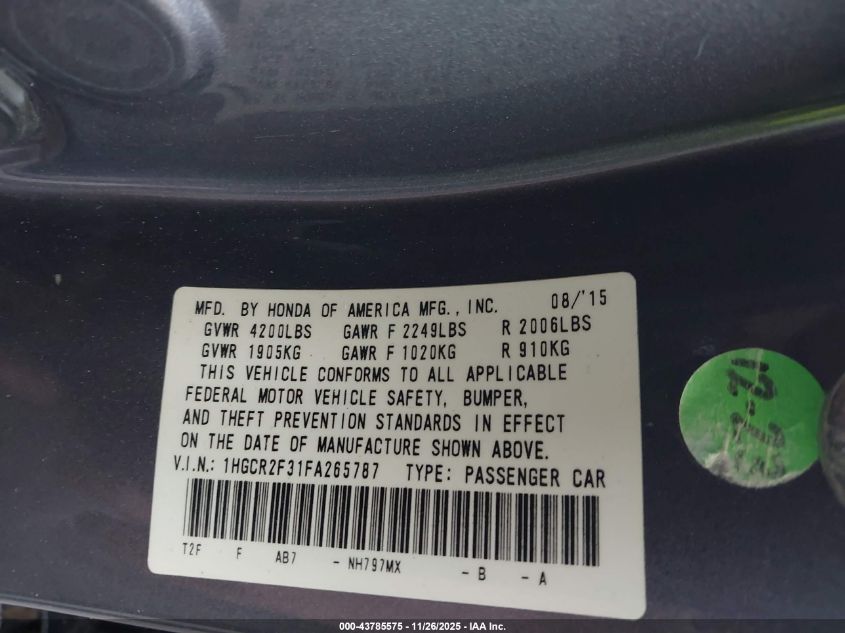 MFD. BY HONDA OF AMERICA MFG., INC. 08/'15
GVWR 4200LBS GAWR F 2249LBS R 2006LBS
GVWR 1905KG GAWR F 1020KG R 910KG
THIS VEHICLE CONFORMS TO ALL APPLICABLE
FEDERAL MOTOR VEHICLE SAFETY, BUMPER,
AND THEFT PREVENTION STANDARDS IN EFFECT
ON THE DATE OF MANUFACTURE SHOWN ABOVE.
V.I.N.: 1HGCR2F31FA265787 TYPE: PASSENGER CAR
T2F F AB7 - NH797MX - B - A
000-43785575 - 11/26/2025 - IAA Inc.